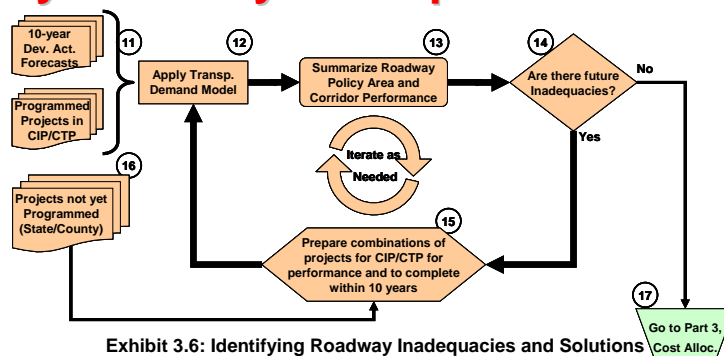 10-year
Dev. Act.
Forecasts
11
Programmed
Projects in
CIP/CTP
12
Apply Transp.
Demand Model
13
Summarize Roadway
Policy Area and
Corridor Performance
14
Are there future
Inadequacies?
No
Yes
Iterate as
Needed
16
Projects not yet
Programmed
(State/County)
15
Prepare combinations of
projects for CIP/CTP for
performance and to complete
within 10 years
17
Go to Part 3,
Cost Alloc.
Exhibit 3.6: Identifying Roadway Inadequacies and Solutions